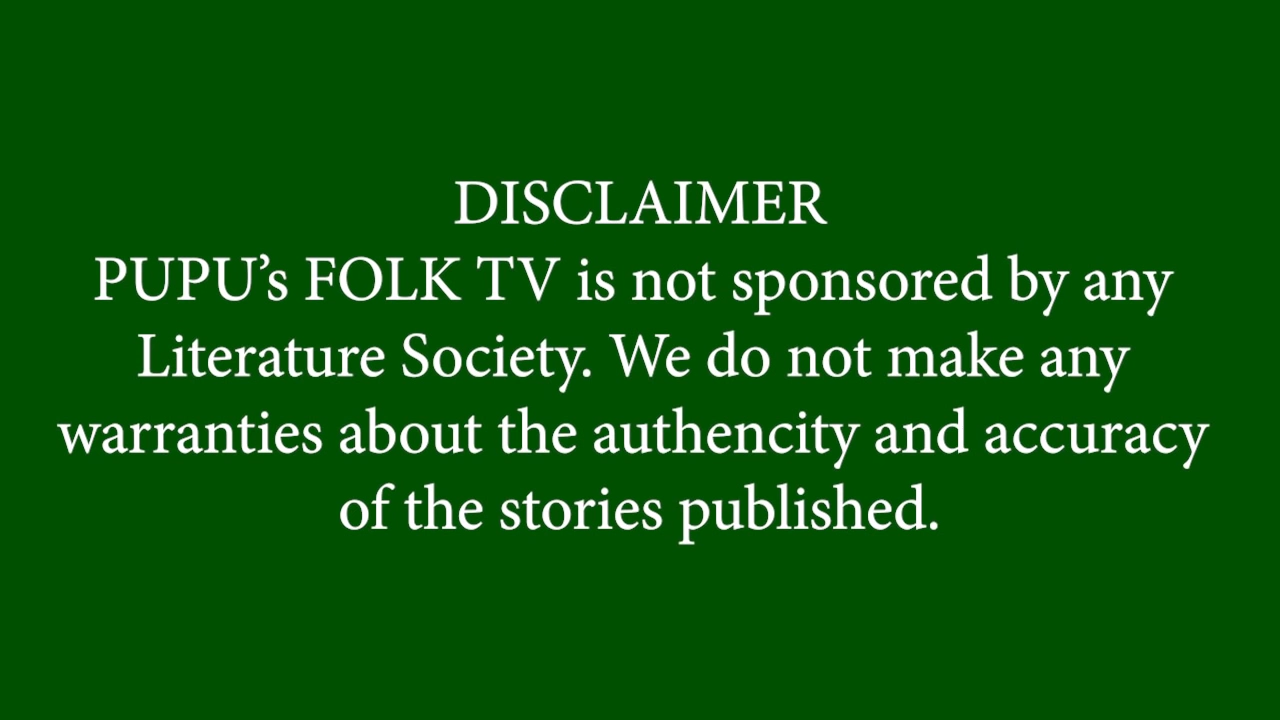 DISCLAIMER
PUPU’s FOLK TV is not sponsored by any
Literature Society. We do not make any
warranties about the authencity and accuracy
of the stories published.